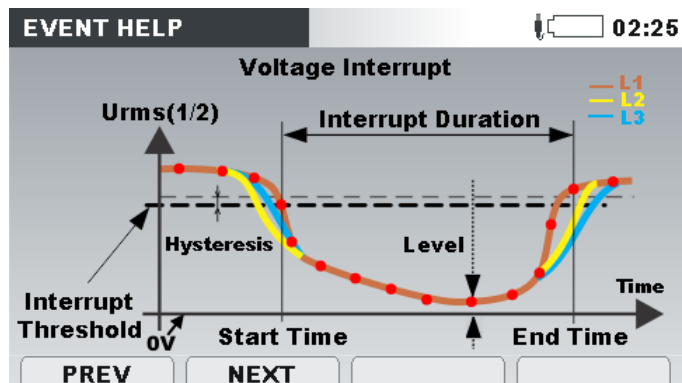 EVENT HELP 02:25
Voltage Interrupt
L1
L2
L3
Urms(1/2)
Interrupt Duration
Hysteresis
Level
Time
Interrupt
Threshold
0V
Start Time
End Time
PREV NEXT